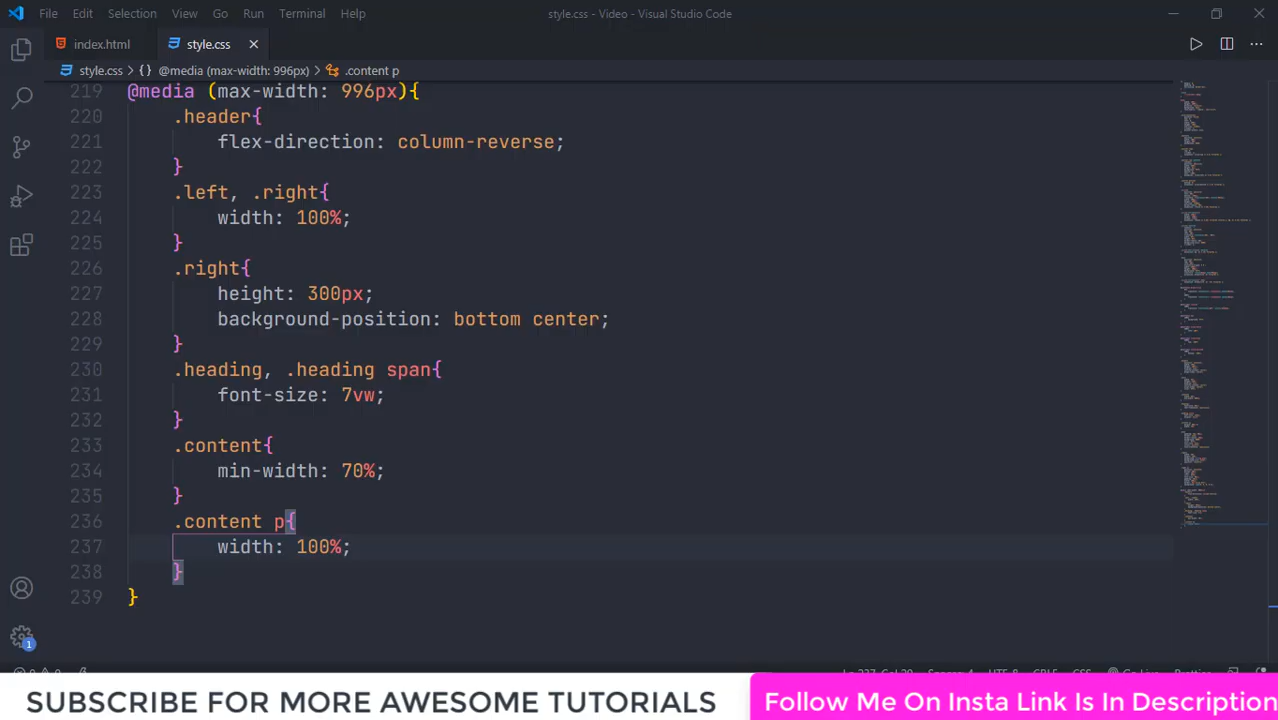 File Edit Selection View Go Run Terminal Help style.css - Video - Visual Studio Code
index.html style.css
style.css > { } @media (max-width: 996px) > .content p
219 @media (max-width: 996px){
220 .header{
221 flex-direction: column-reverse;
222 }
223 .left, .right{
224 width: 100%;
225 }
226 .right{
227 height: 300px;
228 background-position: bottom center;
229 }
230 .heading, .heading span{
231 font-size: 7vw;
232 }
233 .content{
234 min-width: 70%;
235 }
236 .content p{
237 width: 100%;
238 }
239 }
1
SUBSCRIBE FOR MORE AWESOME TUTORIALS
Follow Me On Insta Link Is In Description